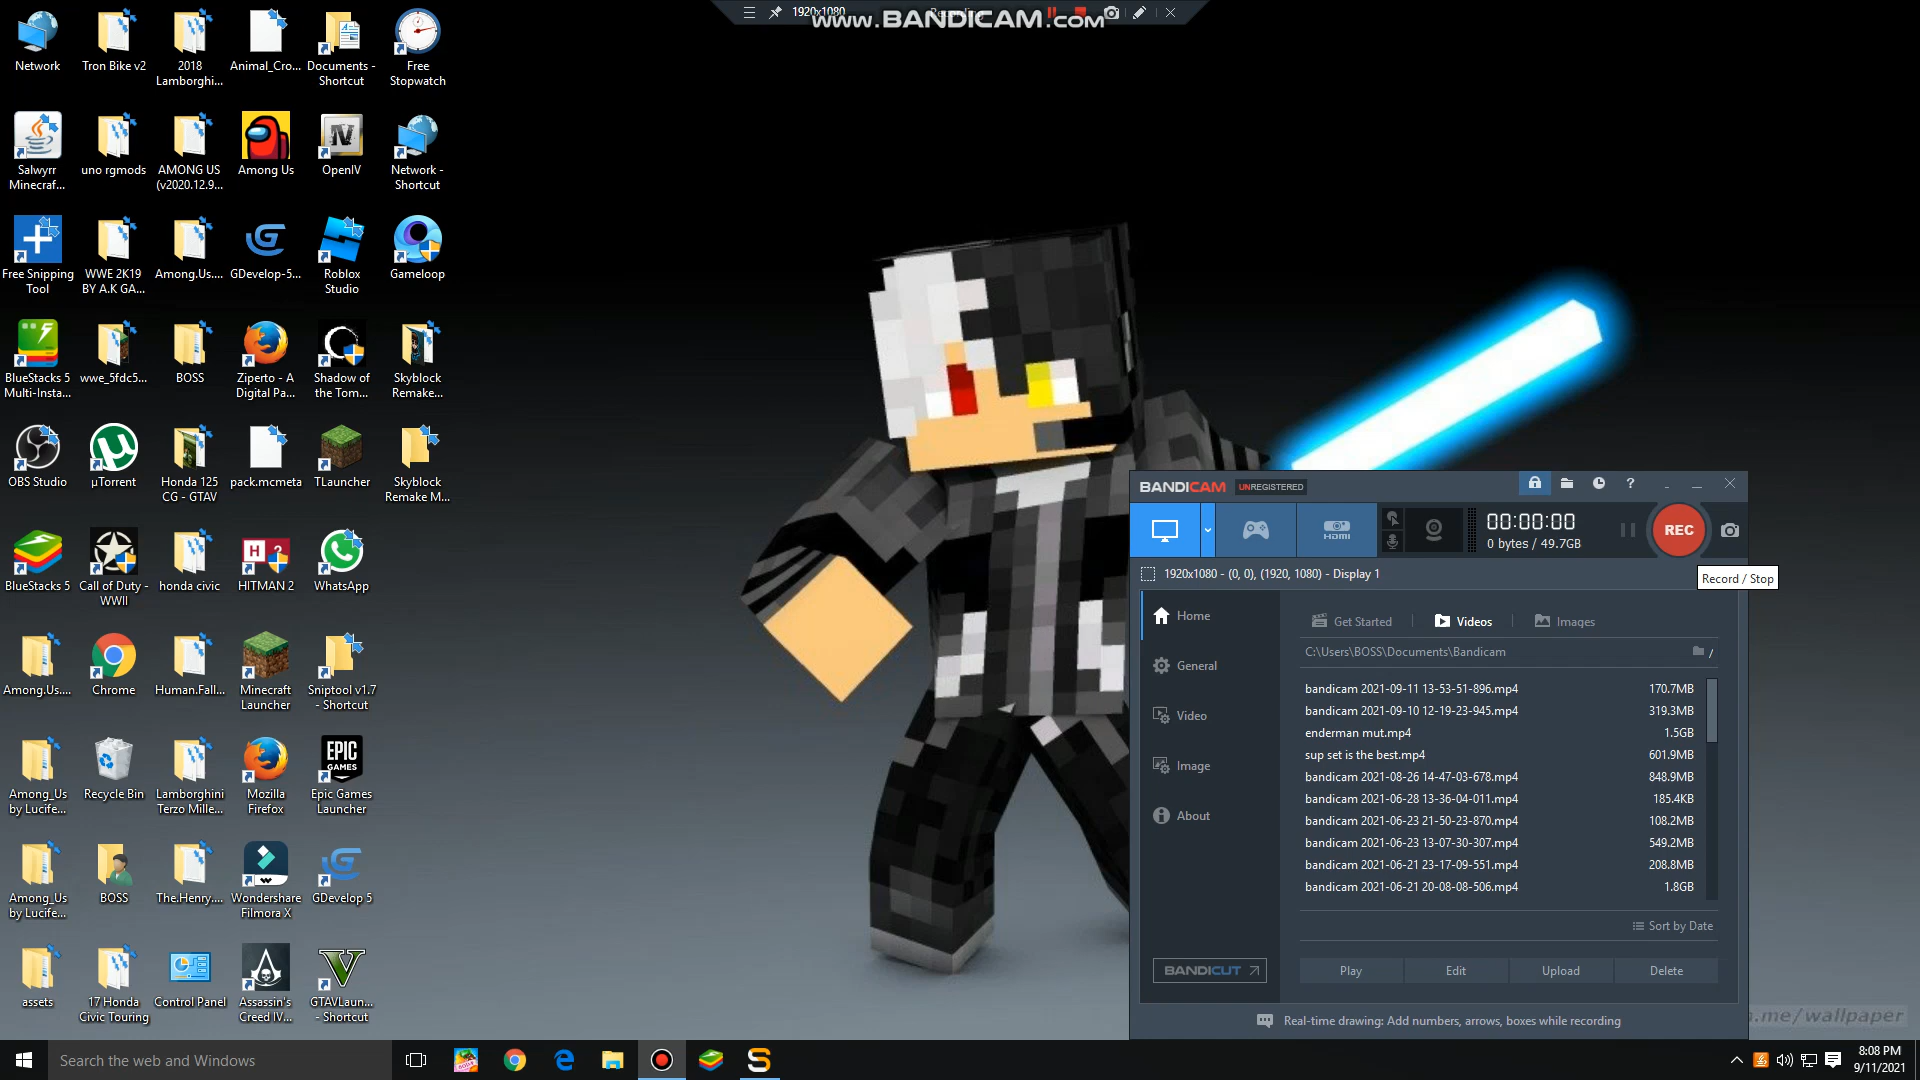 1920x1080
www.BANDICAM.com
Network
Tron Bike v2
2018
Lamborghi...
Animal_Cro...
Documents -
Shortcut
Free
Stopwatch
Salwyrr
Minecraf...
uno rgmods
AMONG US
(v2020.12.9...
Among Us
OpenIV
Network -
Shortcut
Free Snipping
Tool
WWE 2K19
BY A.K GA...
Among.Us....
GDevelop-5...
Roblox
Studio
Gameloop
BlueStacks 5
Multi-Insta...
wwe_5fdc5...
BOSS
Ziperto - A
Digital Pa...
Shadow of
the Tom...
Skyblock
Remake...
OBS Studio
µTorrent
Honda 125
CG - GTAV
pack.mcmeta
TLauncher
Skyblock
Remake M...
BlueStacks 5
Call of Duty -
WWII
honda civic
HITMAN 2
WhatsApp
Among.Us....
Chrome
Human.Fall...
Minecraft
Launcher
Sniptool v1.7
- Shortcut
Among_Us
by Lucife...
Recycle Bin
Lamborghini
Terzo Mille...
Mozilla
Firefox
EPIC
GAMES
Epic Games
Launcher
Among_Us
by Lucife...
BOSS
The.Henry....
Wondershare
Filmora X
GDevelop 5
assets
17 Honda
Civic Touring
Control Panel
Assassin's
Creed IV...
GTAVLaun...
- Shortcut
BANDICAM UNREGISTERED
HDMI
00:00:00
0 bytes / 49.7GB
REC
1920x1080 - (0, 0), (1920, 1080) - Display 1
Record / Stop
Home
General
Video
Image
About
BANDICUT
Get Started
Videos
Images
C:\Users\BOSS\Documents\Bandicam
bandicam 2021-09-11 13-53-51-896.mp4 170.7MB
bandicam 2021-09-10 12-19-23-945.mp4 319.3MB
enderman mut.mp4 1.5GB
sup set is the best.mp4 601.9MB
bandicam 2021-08-26 14-47-03-678.mp4 848.9MB
bandicam 2021-06-28 13-36-04-011.mp4 185.4KB
bandicam 2021-06-23 21-50-23-870.mp4 108.2MB
bandicam 2021-06-23 13-07-30-307.mp4 549.2MB
bandicam 2021-06-21 23-17-09-551.mp4 208.8MB
bandicam 2021-06-21 20-08-08-506.mp4 1.8GB
Sort by Date
Play Edit Upload Delete
Real-time drawing: Add numbers, arrows, boxes while recording
.me/wallpaper
Search the web and Windows
8:08 PM
9/11/2021